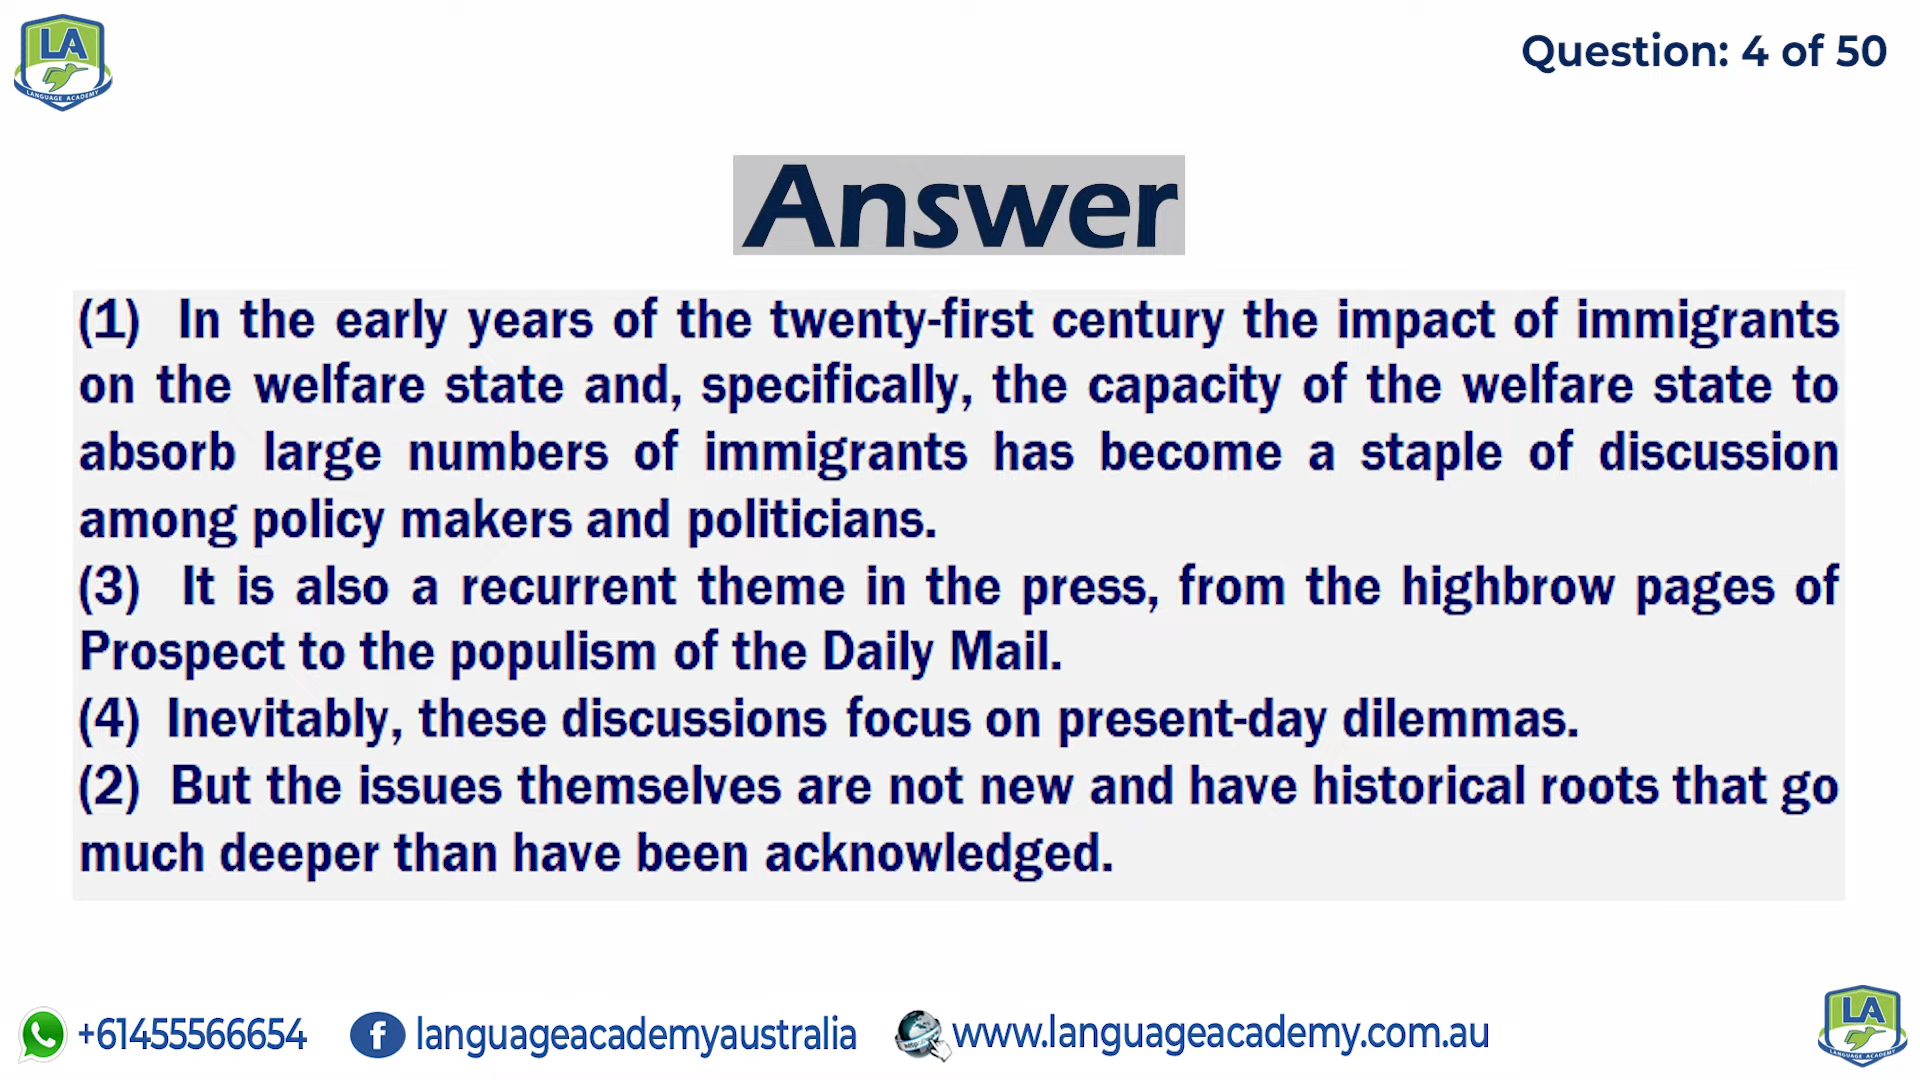 LA
LANGUAGE ACADEMY
Question: 4 of 50
Answer
(1) In the early years of the twenty-first century the impact of immigrants
on the welfare state and, specifically, the capacity of the welfare state to
absorb large numbers of immigrants has become a staple of discussion
among policy makers and politicians.
(3) It is also a recurrent theme in the press, from the highbrow pages of
Prospect to the populism of the Daily Mail.
(4) Inevitably, these discussions focus on present-day dilemmas.
(2) But the issues themselves are not new and have historical roots that go
much deeper than have been acknowledged.
+61455566654
f languageacademyaustralia
www.languageacademy.com.au
LA
LANGUAGE ACADEMY